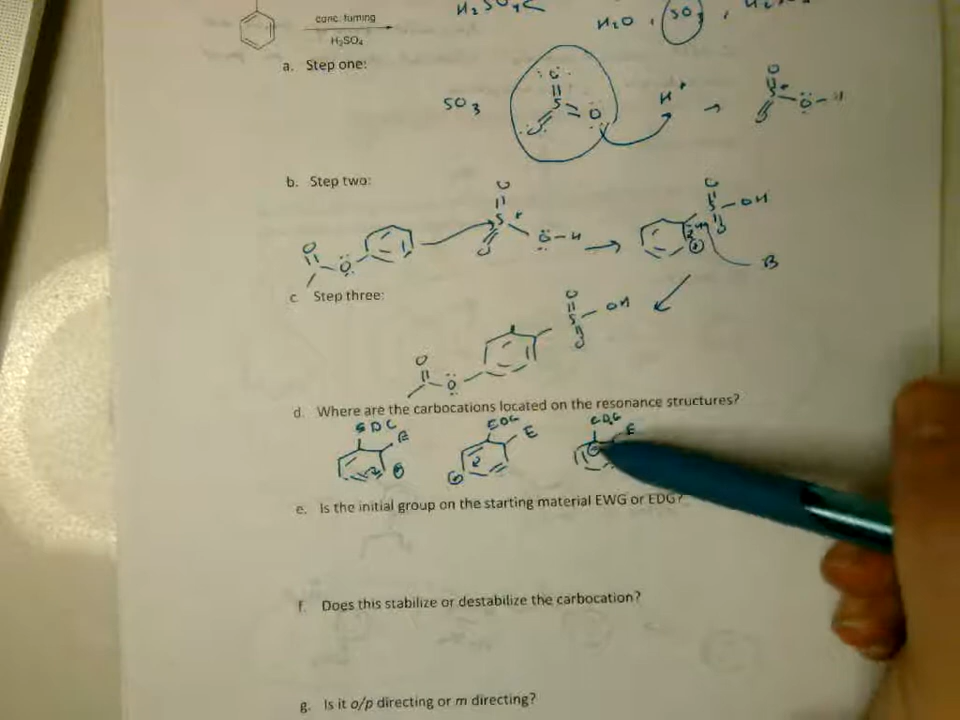 conc. fuming
H₂SO₄
H₂O , SO₃ ,
a. Step one:
SO₃
O
S
O
O
H⁺ →
O
S⁺
O
O - H
b. Step two:
O
O
O
S⁺
O
O - H
O
S
O
OH
H
B
c. Step three:
O
S
O
OH
O
O
d. Where are the carbocations located on the resonance structures?
EDG
E
EDG
E
EDG
E
e. Is the initial group on the starting material EWG or EDG?
f. Does this stabilize or destabilize the carbocation?
g. Is it o/p directing or m directing?